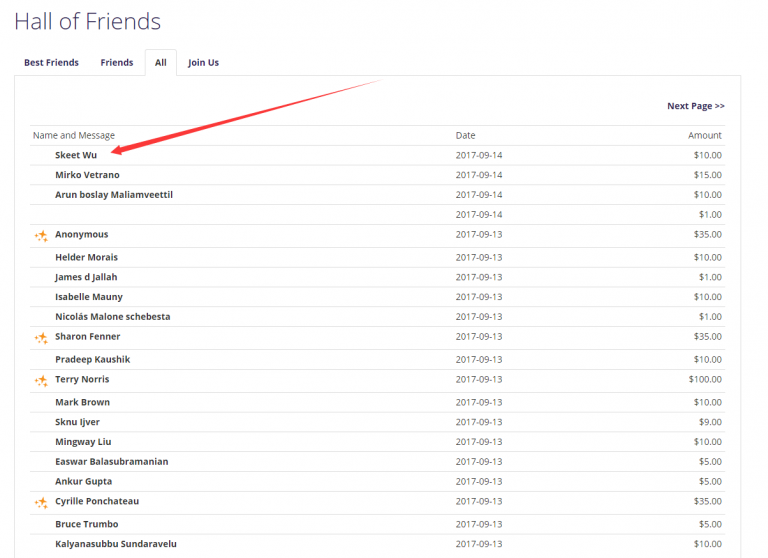 Hall of Friends
Best Friends Friends All Join Us
Next Page >>
Name and Message Date Amount
Skeet Wu 2017-09-14 $10.00
Mirko Vetrano 2017-09-14 $15.00
Arun boslay Maliamveettil 2017-09-14 $10.00
2017-09-14 $1.00
Anonymous 2017-09-13 $35.00
Helder Morais 2017-09-13 $10.00
James d Jallah 2017-09-13 $1.00
Isabelle Mauny 2017-09-13 $10.00
Nicolás Malone schebesta 2017-09-13 $1.00
Sharon Fenner 2017-09-13 $35.00
Pradeep Kaushik 2017-09-13 $10.00
Terry Norris 2017-09-13 $100.00
Mark Brown 2017-09-13 $10.00
Sknu Ijver 2017-09-13 $9.00
Mingway Liu 2017-09-13 $10.00
Easwar Balasubramanian 2017-09-13 $5.00
Ankur Gupta 2017-09-13 $5.00
Cyrille Ponchateau 2017-09-13 $35.00
Bruce Trumbo 2017-09-13 $5.00
Kalyanasubbu Sundaravelu 2017-09-13 $10.00